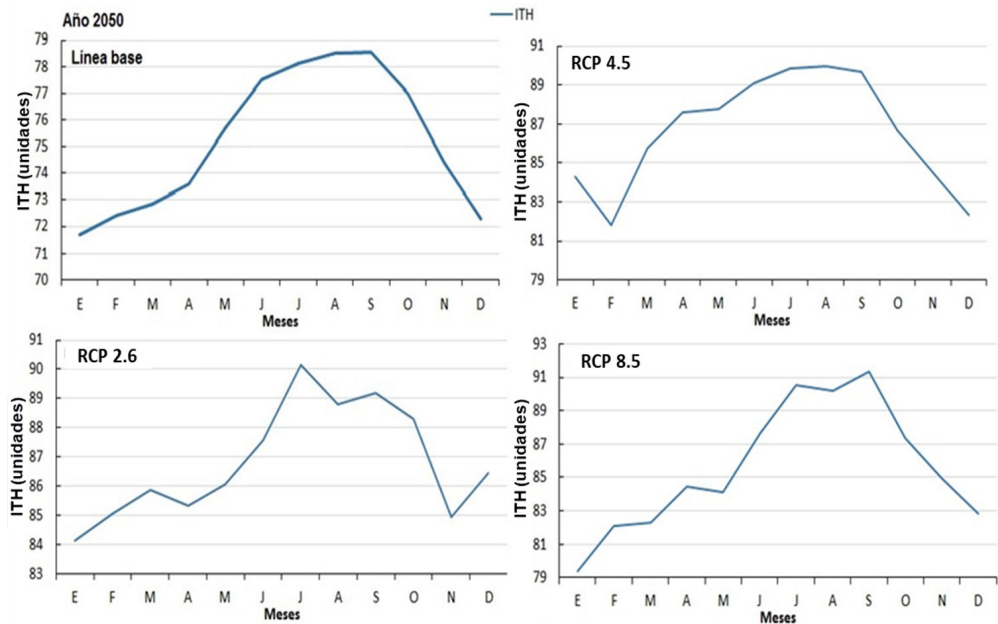 Año 2050
ITH
Linea base
ITH (unidades)
79
78
77
76
75
74
73
72
71
70
E F M A M J J A S O N D
Meses
RCP 4.5
ITH (unidades)
91
89
87
85
83
81
79
E F M A M J J A S O N D
Meses
RCP 2.6
ITH (unidades)
91
90
89
88
87
86
85
84
83
E F M A M J J A S O N D
Meses
RCP 8.5
ITH (unidades)
93
91
89
87
85
83
81
79
E F M A M J J A S O N D
Meses